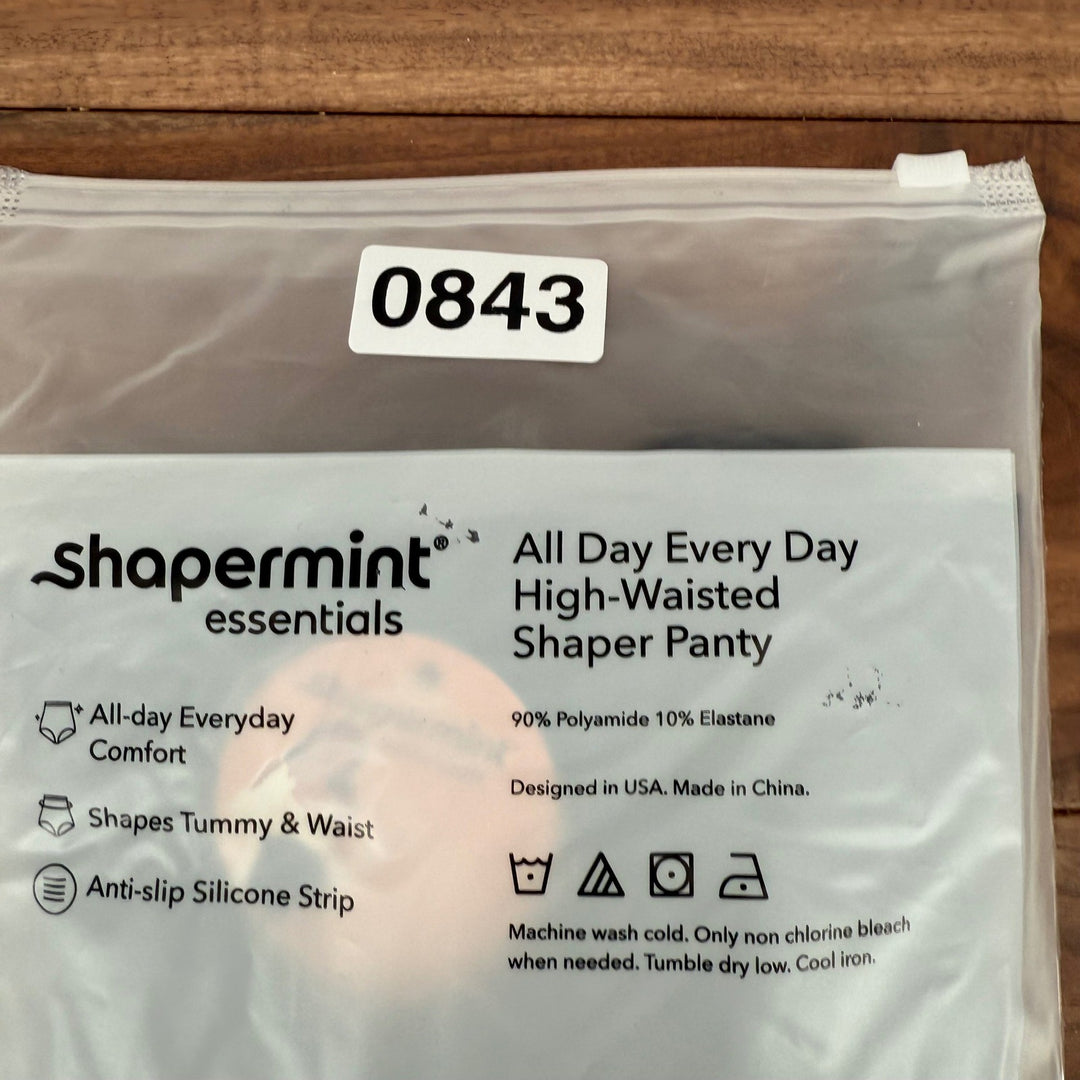 0843
shapermint®
essentials
All-day Everyday
Comfort
Shapes Tummy & Waist
Anti-slip Silicone Strip
All Day Every Day
High-Waisted
Shaper Panty
90% Polyamide 10% Elastane
Designed in USA. Made in China.
Machine wash cold. Only non chlorine bleach
when needed. Tumble dry low. Cool iron.